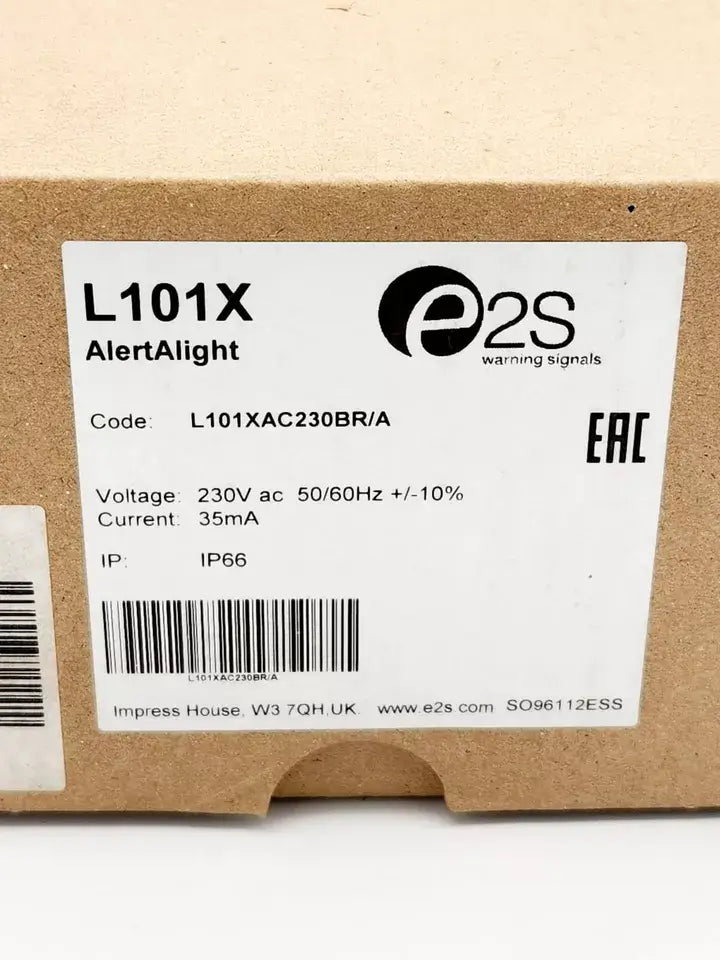 L101X
AlertAlight
e2S
warning signals
Code: L101XAC230BR/A
EAC
Voltage: 230V ac 50/60Hz +/-10%
Current: 35mA
IP: IP66
L101XAC230BR/A
Impress House, W3 7QH,UK. www.e2s.com SO96112ESS